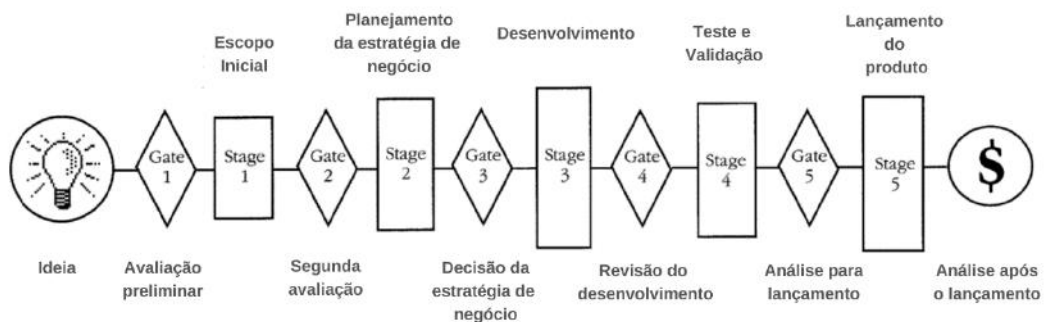 Escopo
Inicial
Planejamento
da estratégia de
negócio
Desenvolvimento
Teste e
Validação
Lançamento
do
produto
Gate
1
Stage
1
Gate
2
Stage
2
Gate
3
Stage
3
Gate
4
Stage
4
Gate
5
Stage
5
$
Ideia
Avaliação
preliminar
Segunda
avaliação
Decisão da
estratégia de
negócio
Revisão do
desenvolvimento
Análise para
lançamento
Análise após
o lançamento